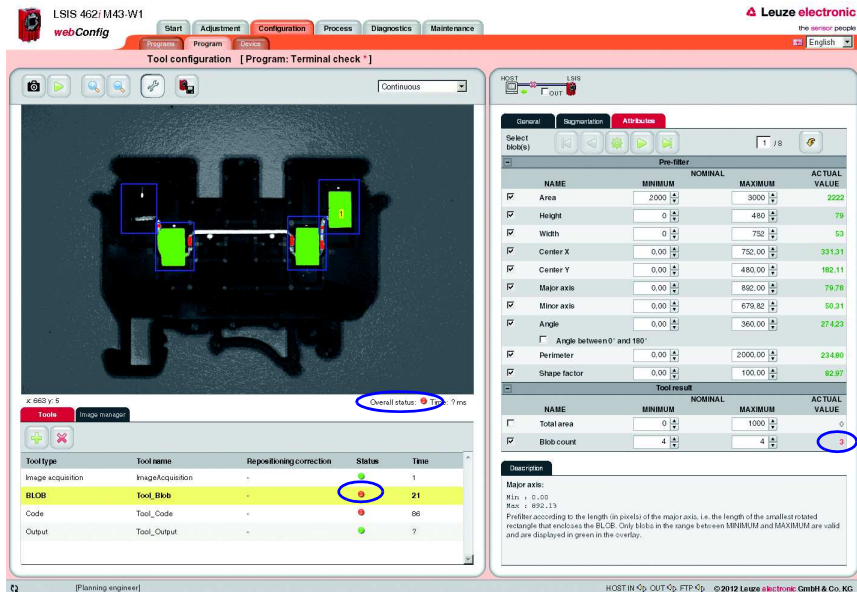 LSIS 462i M43-W1
webConfig
Start Adjustment Configuration Process Diagnostics Maintenance
Leuze electronic
the sensor people
Programs Program Device
English
Tool configuration [ Program: Terminal check * ]
Continuous
HOST LSIS
OUT
General Segmentation Attributes
Select blob(s)
1 / 8
Pre-filter
NOMINAL ACTUAL
NAME MINIMUM MAXIMUM VALUE
Area 2000 3000 2222
Height 0 480 79
Width 0 752 53
Center X 0,00 752,00 331,31
Center Y 0,00 480,00 182,11
Major axis 0,00 892,00 79,78
Minor axis 0,00 679,82 50,31
Angle 0,00 360,00 274,23
Angle between 0° and 180°
Perimeter 0,00 2000,00 234,80
Shape factor 0,00 100,00 82,97
Tool result
NOMINAL ACTUAL
NAME MINIMUM MAXIMUM VALUE
Total area 0 1000 0
Blob count 4 4 3
1
x: 663 y: 5
Overall status: Time: ? ms
Tools Image manager
Tool type Tool name Repositioning correction Status Time
Image acquisition ImageAcquisition - 1
BLOB Tool_Blob - 21
Code Tool_Code - 86
Output Tool_Output - ?
Description
Major axis:
Min : 0.00
Max : 892.13
Prefilter according to the length (in pixels) of the major axis, i.e. the length of the smallest rotated
rectangle that encloses the BLOB. Only blobs in the range between MINIMUM and MAXIMUM are valid
and are displayed in green in the overlay.
[Planning engineer]
HOST IN OUT FTP © 2012 Leuze electronic GmbH & Co. KG